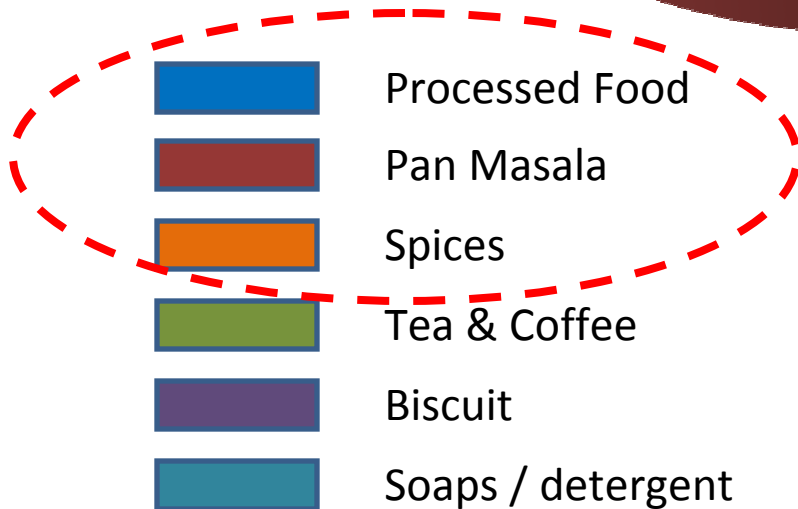 Processed Food
Pan Masala
Spices
Tea & Coffee
Biscuit
Soaps / detergent